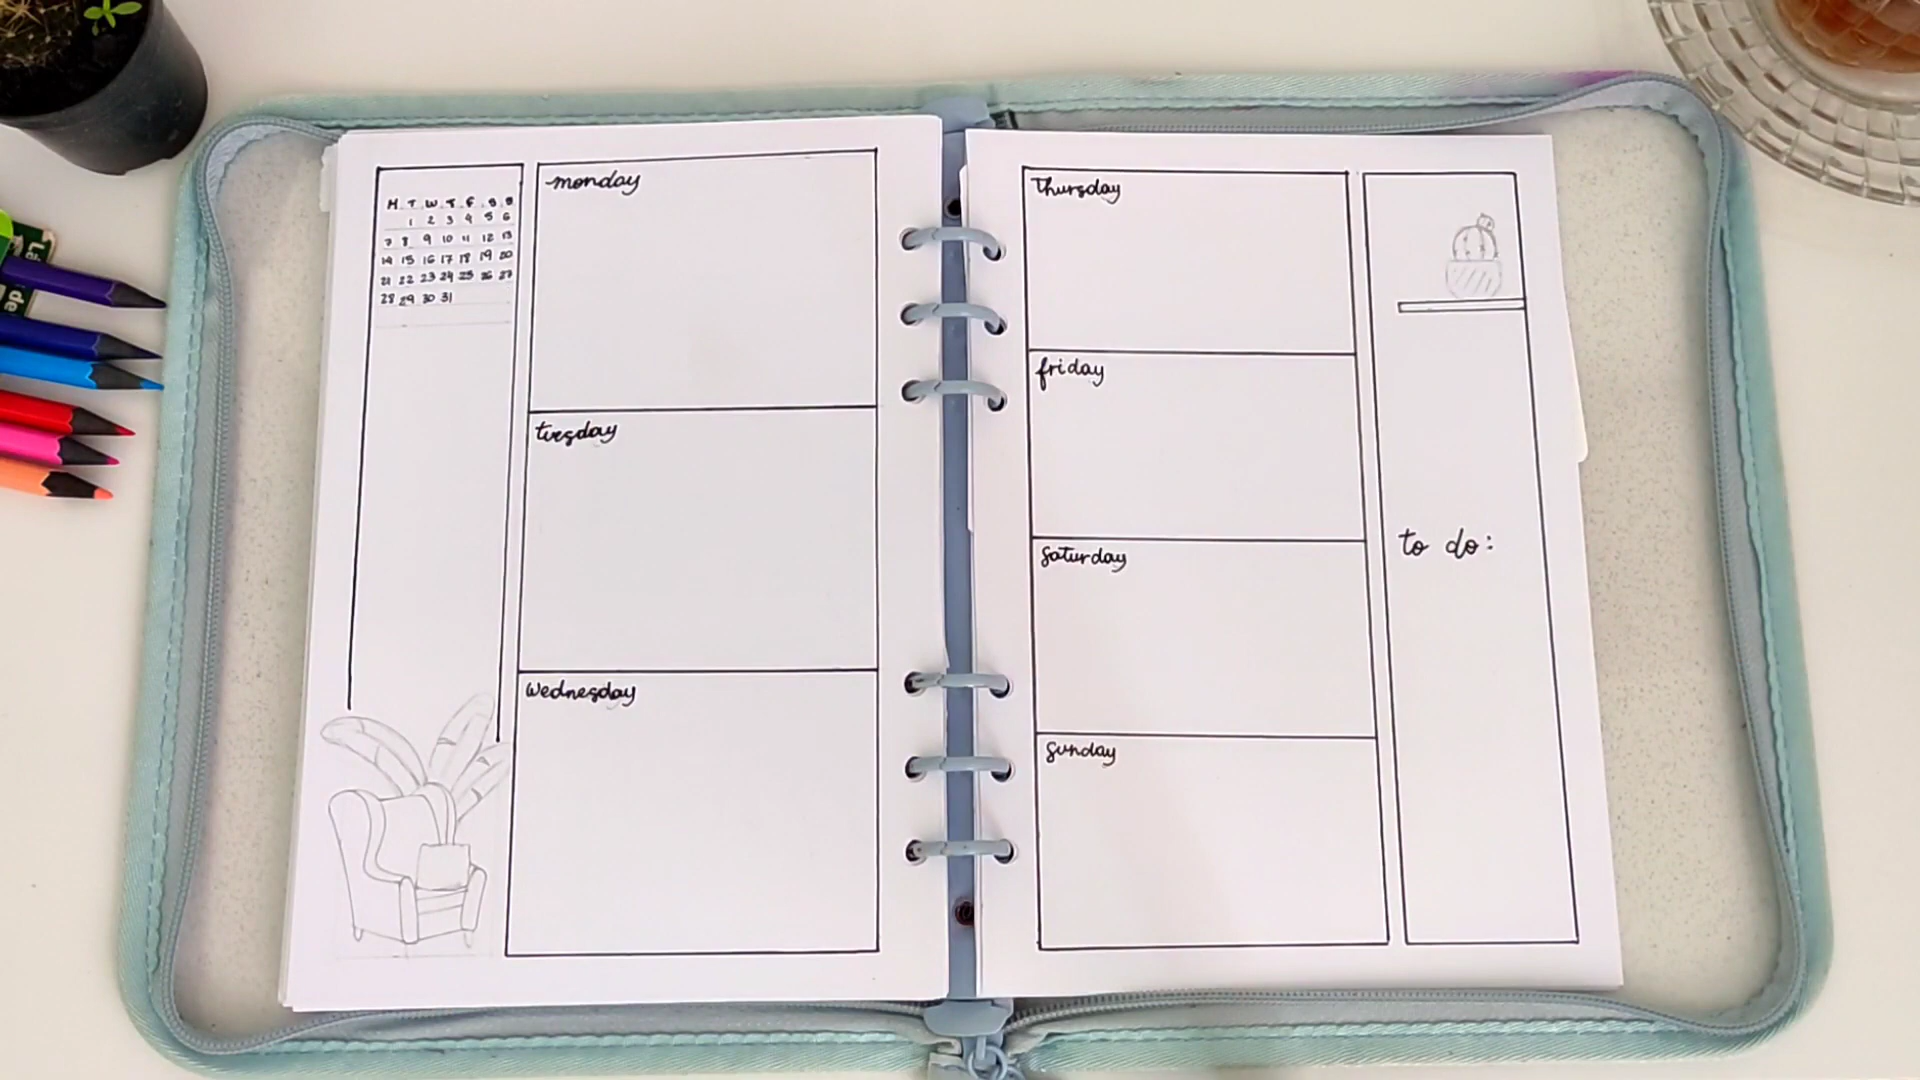 M T W T F S S
1 2 3 4 5 6
7 8 9 10 11 12 13
14 15 16 17 18 19 20
21 22 23 24 25 26 27
28 29 30 31
monday
tuesday
wednesday
thursday
friday
saturday
sunday
to do: